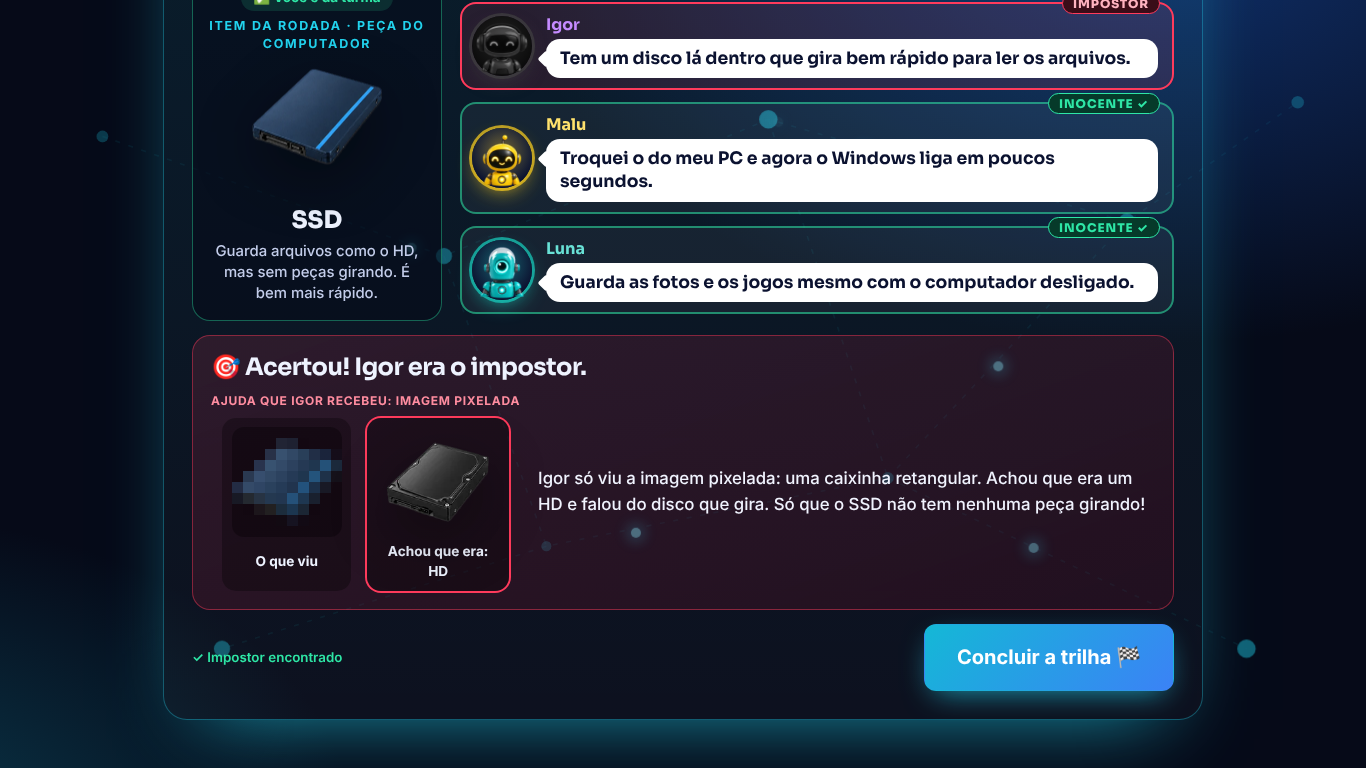 ITEM DA RODADA · PEÇA DO
COMPUTADOR
SSD
Guarda arquivos como o HD,
mas sem peças girando. É
bem mais rápido.
IMPOSTOR
Igor
Tem um disco lá dentro que gira bem rápido para ler os arquivos.
INOCENTE ✓
Malu
Troquei o do meu PC e agora o Windows liga em poucos
segundos.
INOCENTE ✓
Luna
Guarda as fotos e os jogos mesmo com o computador desligado.
🎯 Acertou! Igor era o impostor.
AJUDA QUE IGOR RECEBEU: IMAGEM PIXELADA
O que viu
Achou que era:
HD
Igor só viu a imagem pixelada: uma caixinha retangular. Achou que era um
HD e falou do disco que gira. Só que o SSD não tem nenhuma peça girando!
✓ Impostor encontrado
Concluir a trilha 🏁